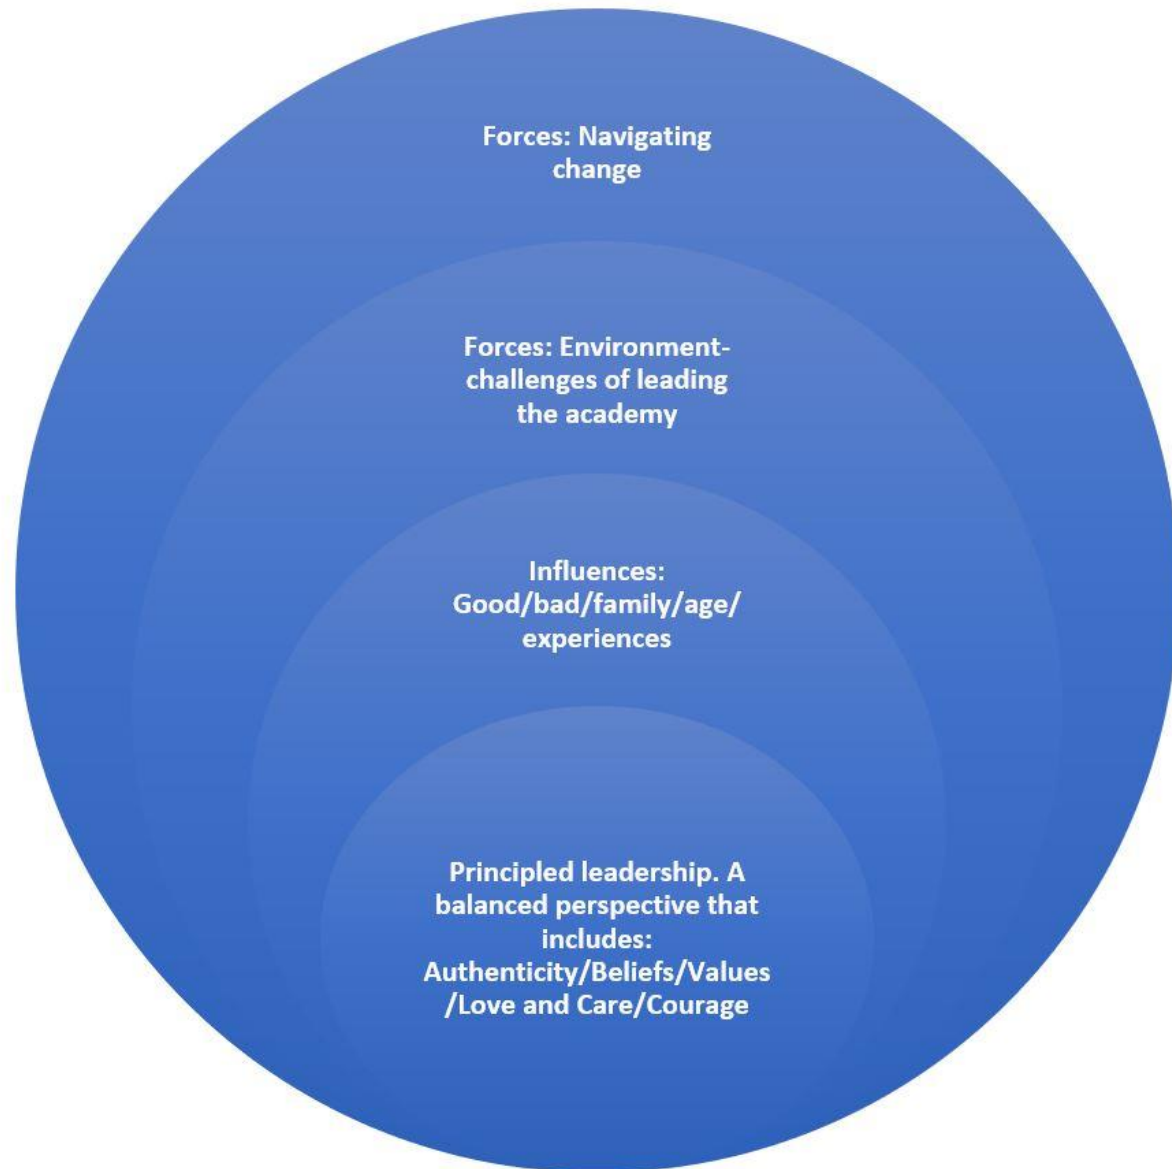 Forces: Navigating
change
Forces: Environment-
challenges of leading
the academy
Influences:
Good/bad/family/age/
experiences
Principled leadership. A
balanced perspective that
includes:
Authenticity/Beliefs/Values
/Love and Care/Courage